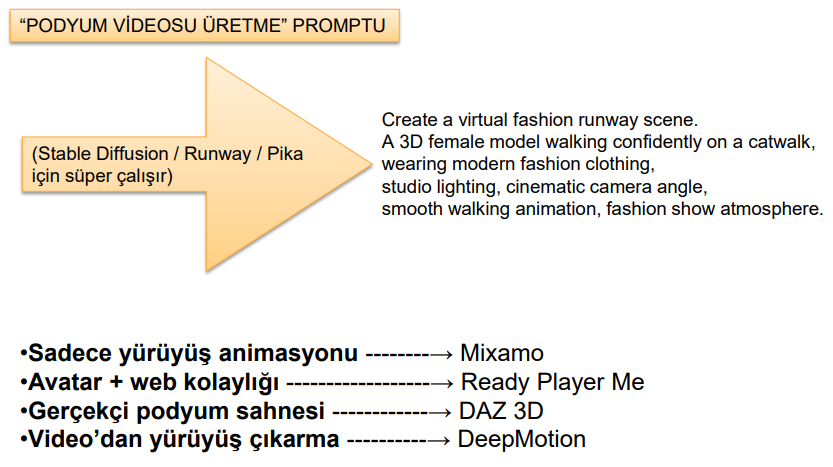 “PODYUM VİDEOSU ÜRETME” PROMPTU
(Stable Diffusion / Runway / Pika
için süper çalışır)
Create a virtual fashion runway scene.
A 3D female model walking confidently on a catwalk,
wearing modern fashion clothing,
studio lighting, cinematic camera angle,
smooth walking animation, fashion show atmosphere.
•Sadece yürüyüş animasyonu --------→ Mixamo
•Avatar + web kolaylığı ------------------→ Ready Player Me
•Gerçekçi podyum sahnesi ------------→ DAZ 3D
•Video’dan yürüyüş çıkarma ----------→ DeepMotion